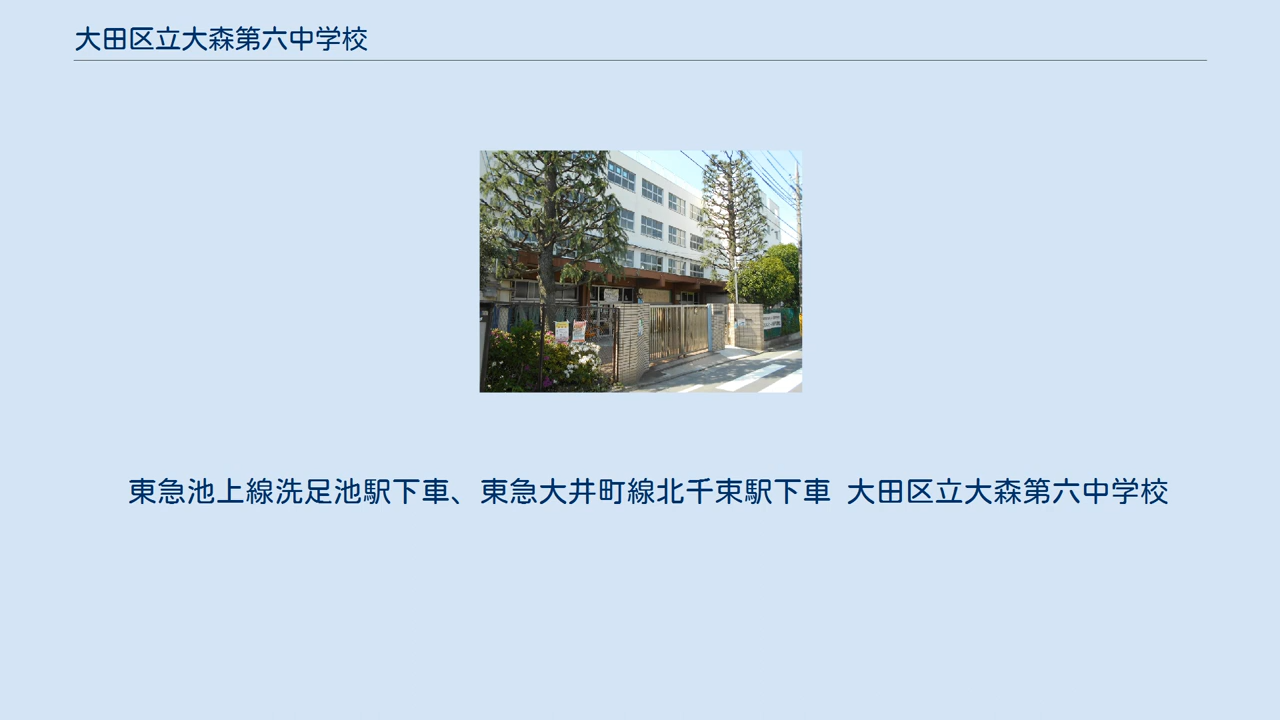 大田区立大森第六中学校
東急池上線洗足池駅下車、東急大井町線北千束駅下車 大田区立大森第六中学校